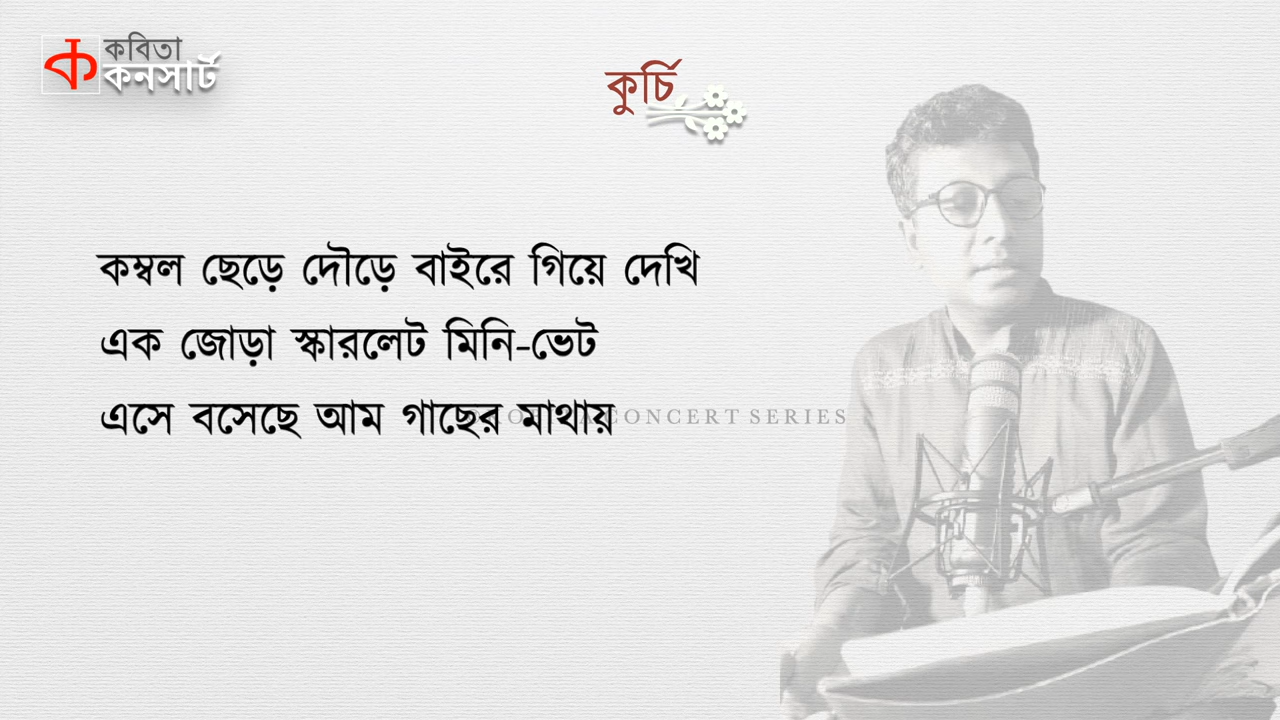 ক
কবিতা
কনসার্ট
কুর্চি
কম্বল ছেড়ে দৌড়ে বাইরে গিয়ে দেখি
এক জোড়া স্কারলেট মিনি-ভেট
এসে বসেছে আম গাছের মাথায়
CONCERT SERIES